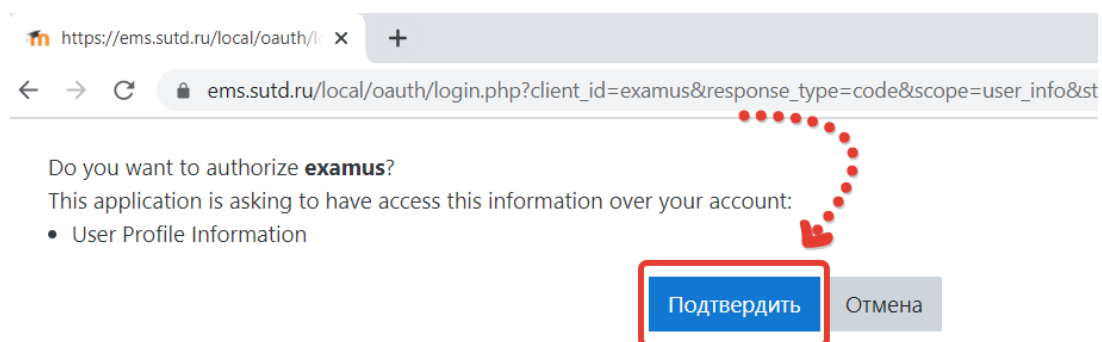 https://ems.sutd.ru/local/oauth/l
ems.sutd.ru/local/oauth/login.php?client_id=examus&response_type=code&scope=user_info&st
Do you want to authorize examus?
This application is asking to have access this information over your account:
• User Profile Information
Подтвердить Отмена